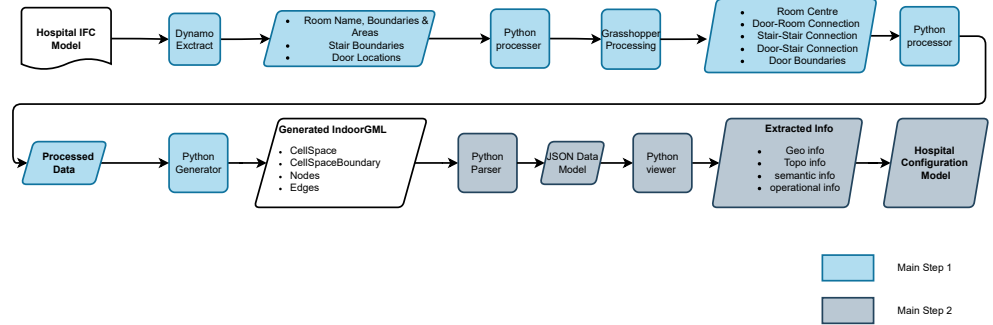 Hospital IFC
Model
Dynamo
Exctract
• Room Name, Boundaries &
Areas
• Stair Boundaries
• Door Locations
Python
processer
Grasshopper
Processing
• Room Centre
• Door-Room Connection
• Stair-Stair Connection
• Door-Stair Connection
• Door Boundaries
Python
processor
Processed
Data
Python
Generator
Generated IndoorGML
• CellSpace
• CellSpaceBoundary
• Nodes
• Edges
Python
Parser
JSON Data
Model
Python
viewer
Extracted Info
• Geo info
• Topo info
• semantic info
• operational info
Hospital
Configuration
Model
Main Step 1
Main Step 2